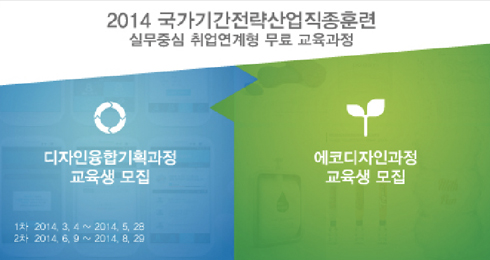 2014 국가기간전략산업직종훈련
실무중심 취업연계형 무료 교육과정
디자인융합기획과정
교육생 모집
에코디자인과정
교육생 모집
1차 2014. 3. 4 ~ 2014. 5. 28
2차 2014. 6. 9 ~ 2014. 8. 29